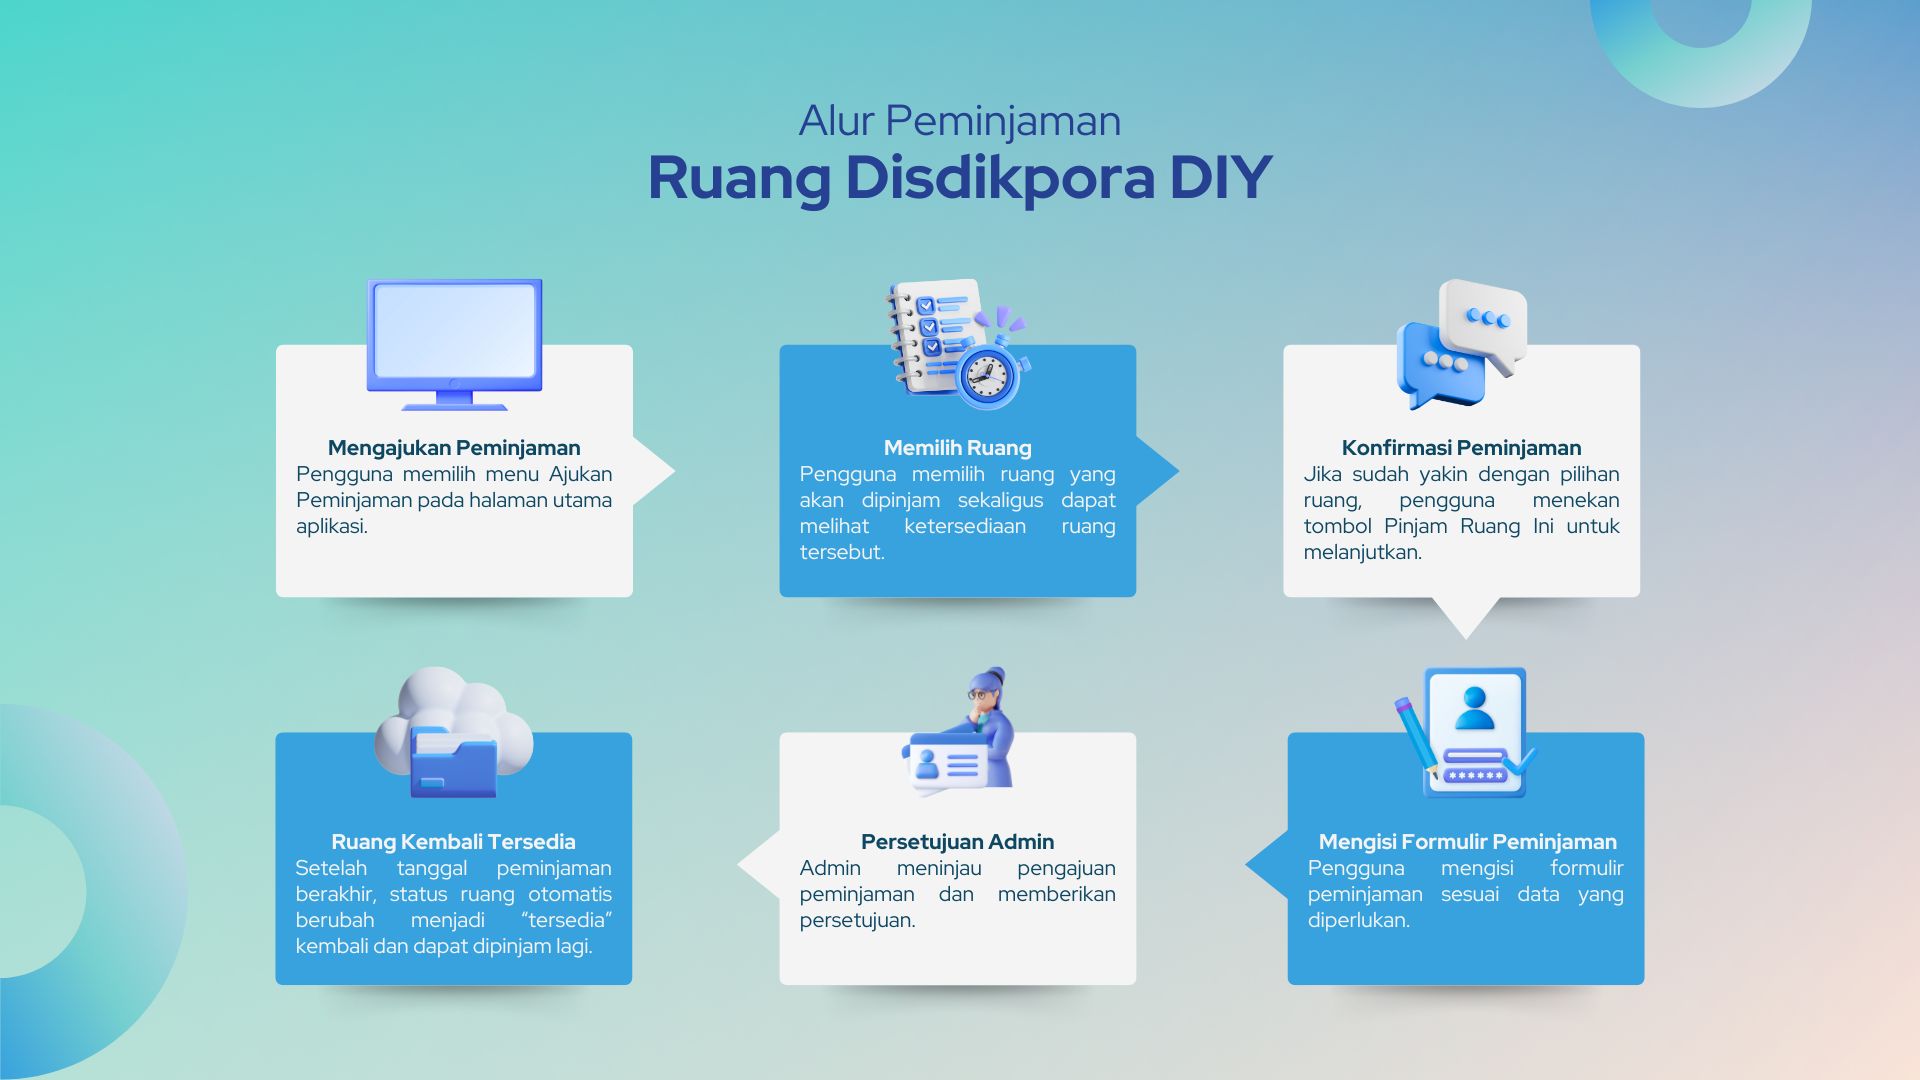 Alur Peminjaman
Ruang Disdikpora DIY
Mengajukan Peminjaman
Pengguna memilih menu Ajukan
Peminjaman pada halaman utama
aplikasi.
Memilih Ruang
Pengguna memilih ruang yang
akan dipinjam sekaligus dapat
melihat ketersediaan ruang
tersebut.
Konfirmasi Peminjaman
Jika sudah yakin dengan pilihan
ruang, pengguna menekan
tombol Pinjam Ruang Ini untuk
melanjutkan.
Mengisi Formulir Peminjaman
Pengguna mengisi formulir
peminjaman sesuai data yang
diperlukan.
Persetujuan Admin
Admin meninjau pengajuan
peminjaman dan memberikan
persetujuan.
Ruang Kembali Tersedia
Setelah tanggal peminjaman
berakhir, status ruang otomatis
berubah menjadi “tersedia”
kembali dan dapat dipinjam lagi.